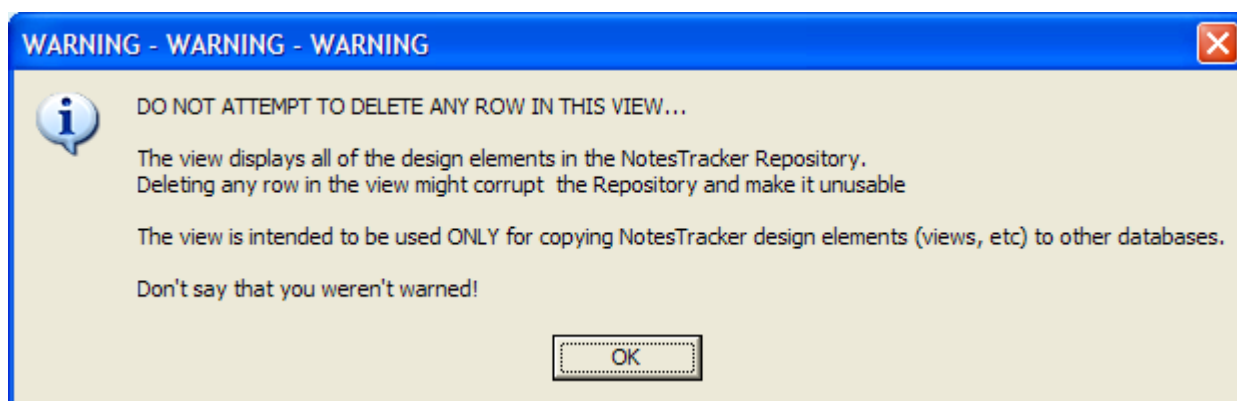 WARNING - WARNING - WARNING
DO NOT ATTEMPT TO DELETE ANY ROW IN THIS VIEW...
The view displays all of the design elements in the NotesTracker Repository.
Deleting any row in the view might corrupt  the Repository and make it unusable
The view is intended to be used ONLY for copying NotesTracker design elements (views, etc) to other databases.
Don't say that you weren't warned!
OK